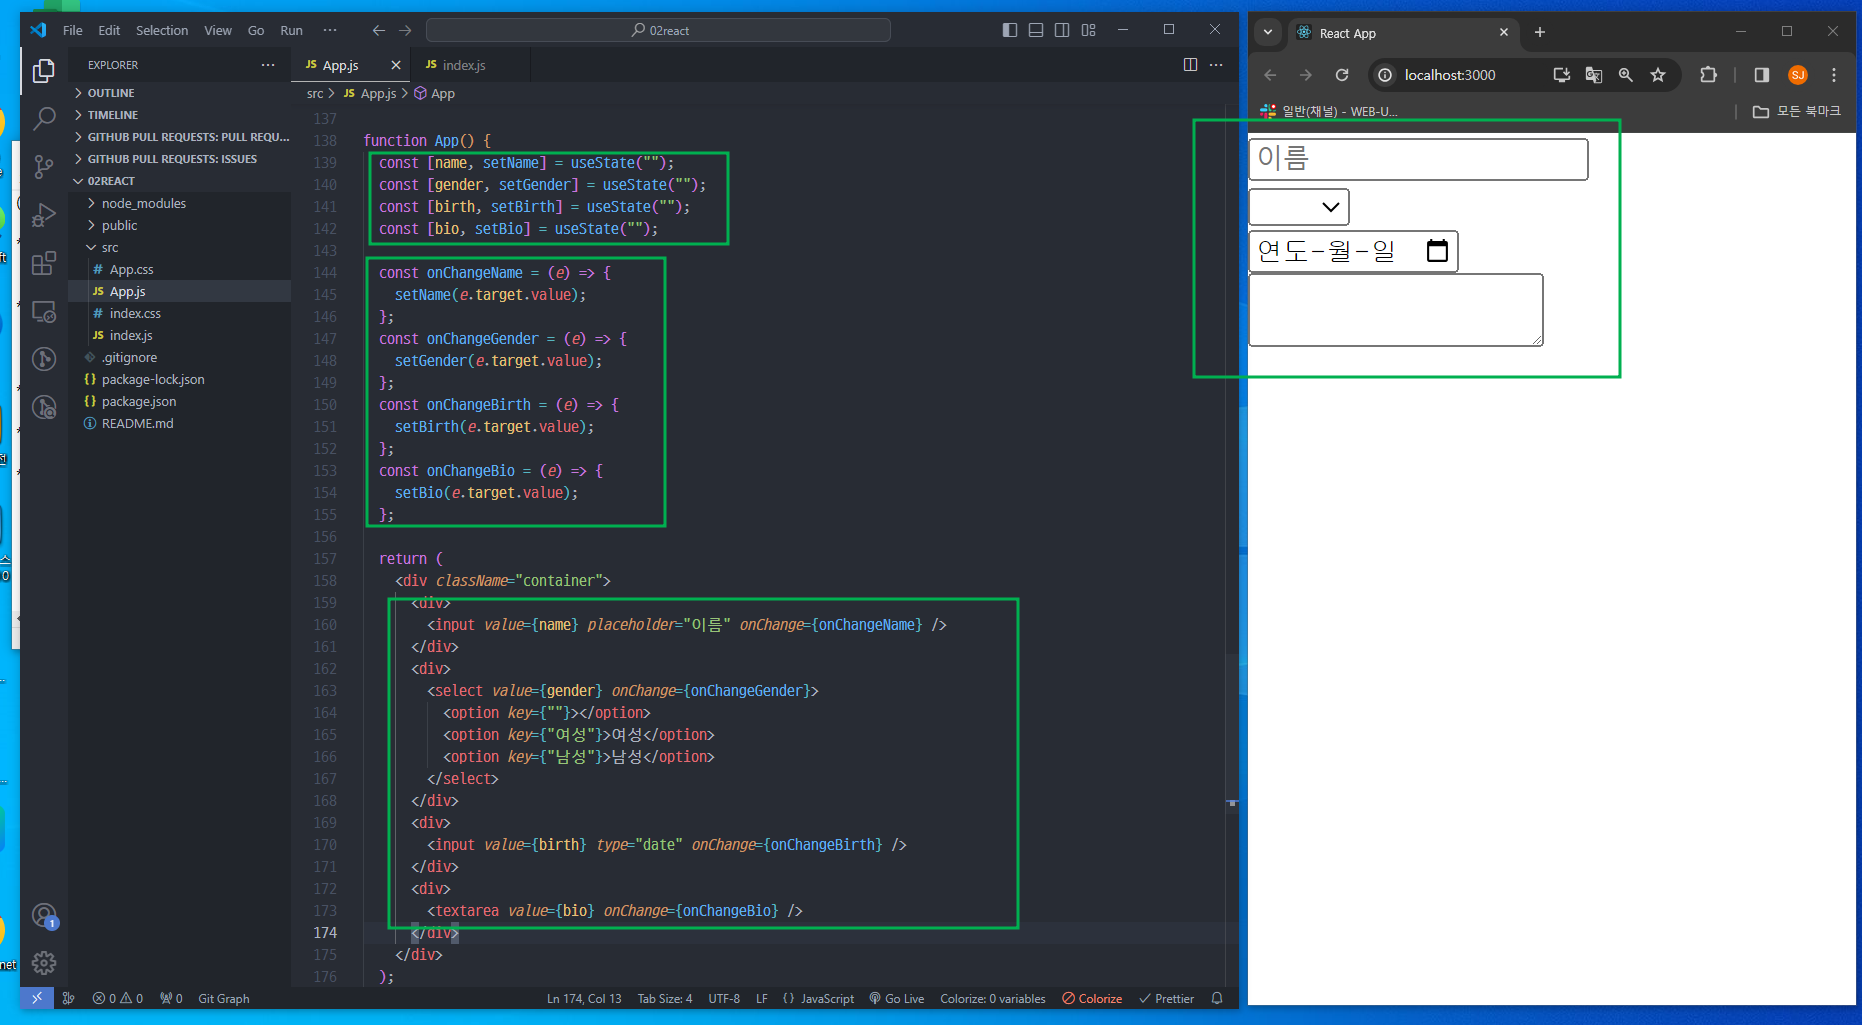 File Edit Selection View Go Run ··· 02react
EXPLORER ···
OUTLINE
TIMELINE
GITHUB PULL REQUESTS: PULL REQU...
GITHUB PULL REQUESTS: ISSUES
02REACT
node_modules
public
src
# App.css
JS App.js
# index.css
JS index.js
.gitignore
{} package-lock.json
{} package.json
README.md
JS App.js JS index.js
src > JS App.js > App
137
138 function App() {
139 const [name, setName] = useState("");
140 const [gender, setGender] = useState("");
141 const [birth, setBirth] = useState("");
142 const [bio, setBio] = useState("");
143
144 const onChangeName = (e) => {
145 setName(e.target.value);
146 };
147 const onChangeGender = (e) => {
148 setGender(e.target.value);
149 };
150 const onChangeBirth = (e) => {
151 setBirth(e.target.value);
152 };
153 const onChangeBio = (e) => {
154 setBio(e.target.value);
155 };
156
157 return (
158 <div className="container">
159 <div>
160 <input value={name} placeholder="이름" onChange={onChangeName} />
161 </div>
162 <div>
163 <select value={gender} onChange={onChangeGender}>
164 <option key={""}></option>
165 <option key={"여성"}>여성</option>
166 <option key={"남성"}>남성</option>
167 </select>
168 </div>
169 <div>
170 <input value={birth} type="date" onChange={onChangeBirth} />
171 </div>
172 <div>
173 <textarea value={bio} onChange={onChangeBio} />
174 </div>
175 </div>
176 );
1
0 0 0 Git Graph Ln 174, Col 13 Tab Size: 4 UTF-8 LF {} JavaScript Go Live Colorize: 0 variables Colorize Prettier
React App
localhost:3000 SJ
일반(채널) - WEB-U... 모든 북마크
이름
연도-월-일